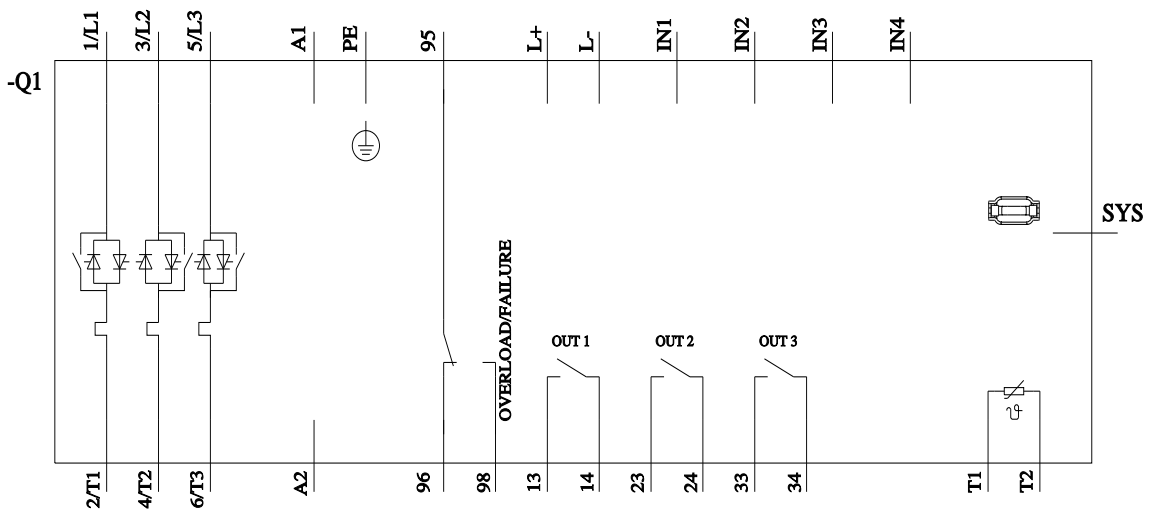 1/L1
3/L2
5/L3
A1
PE
95
L+
L-
IN1
IN2
IN3
IN4
-Q1
SYS
OVERLOAD/FAILURE
OUT 1
OUT 2
OUT 3
ϑ
2/T1
4/T2
6/T3
A2
96
98
13
14
23
24
33
34
T1
T2